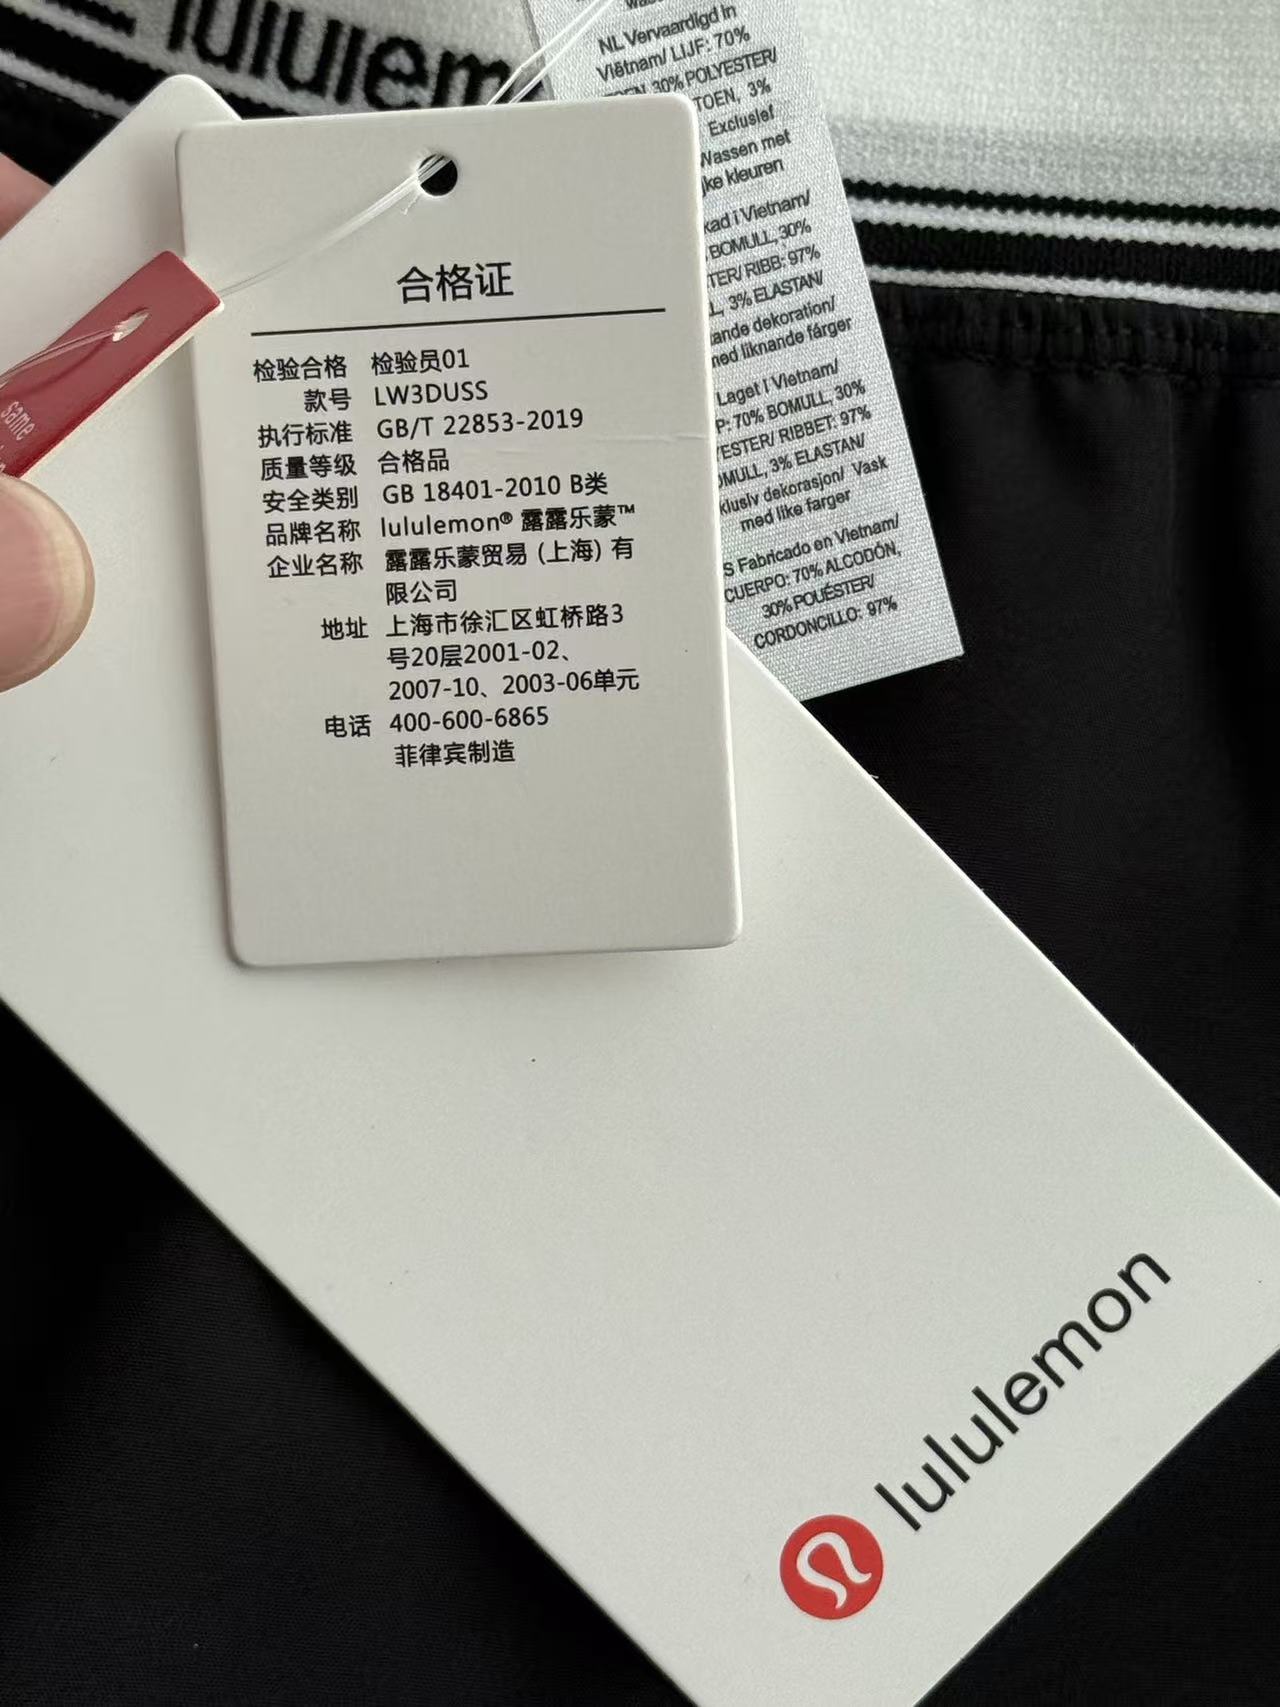 lululem
NL Vervaardigd in
Viêtnam/ LIJF: 70%
30% POLYESTER/
TOEN, 3%
Exclusief
Wassen met
kleuren
i Vietnam/
BOMULL, 30%
RIBB: 97%
3% ELASTAN/
dekoration/
med liknande färger
Laget i Vietnam/
70% BOMULL, 30%
RIBBET: 97%
3% ELASTAN/
dekorasjon/ Vask
med like farger
Fabricado en Vietnam/
CUERPO: 70% ALCODÓN,
30% POUÉSTER/
CORDONCILLO: 97%
合格证
检验合格 检验员01
款号 LW3DUSS
执行标准 GB/T 22853-2019
质量等级 合格品
安全类别 GB 18401-2010 B类
品牌名称 lululemon® 露露乐蒙™
企业名称 露露乐蒙贸易 (上海) 有
限公司
地址 上海市徐汇区虹桥路3
号20层2001-02、
2007-10、2003-06单元
电话 400-600-6865
菲律宾制造
same
lululemon